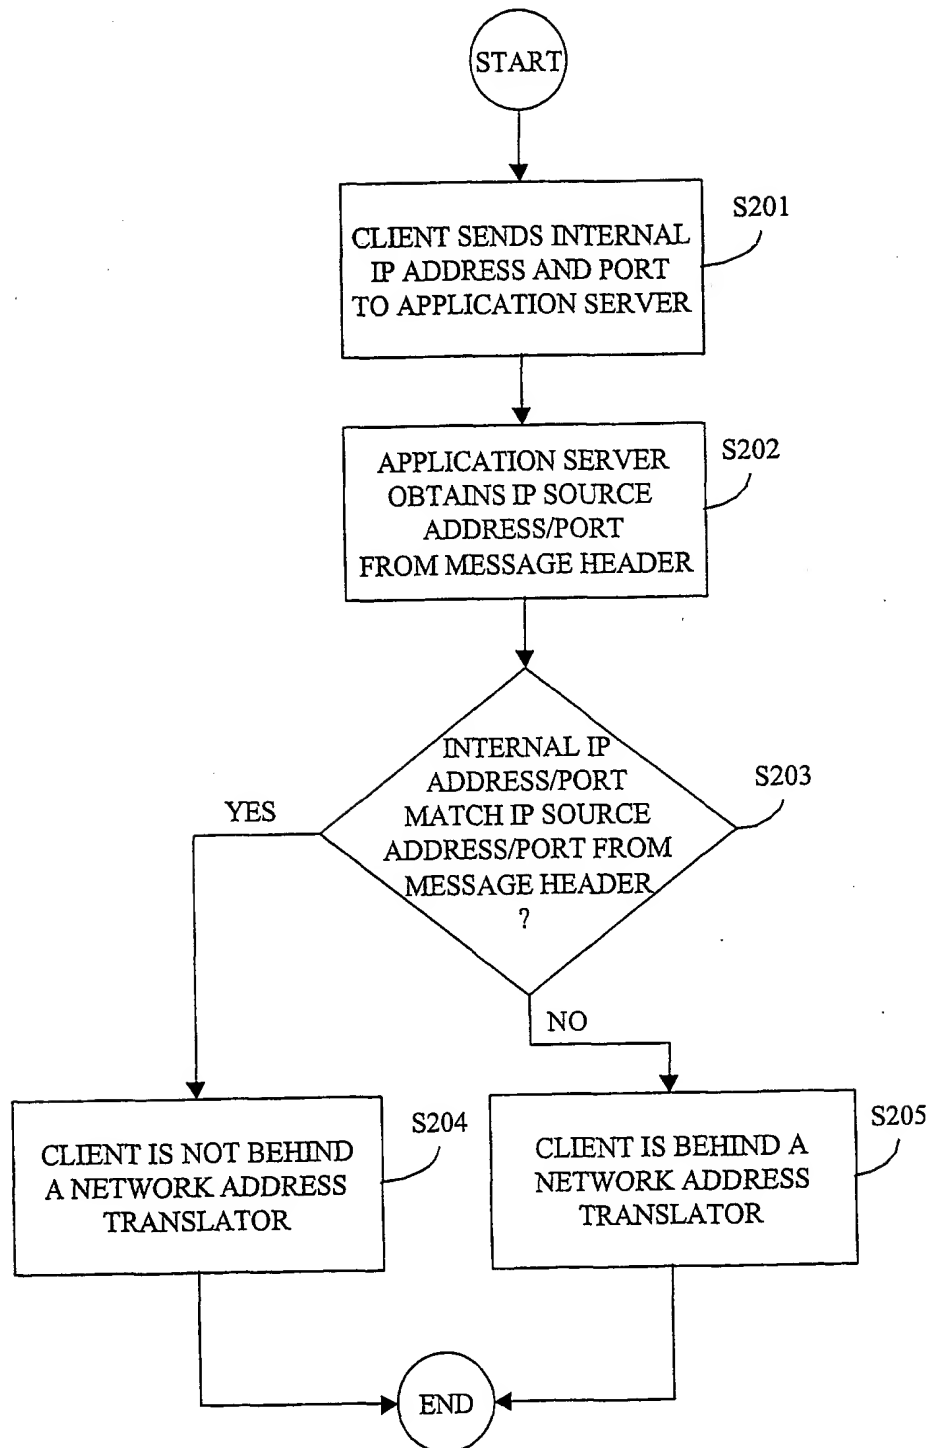 START
S201
CLIENT SENDS INTERNAL
IP ADDRESS AND PORT
TO APPLICATION SERVER
S202
APPLICATION SERVER
OBTAINS IP SOURCE
ADDRESS/PORT
FROM MESSAGE HEADER
S203
INTERNAL IP
ADDRESS/PORT
MATCH IP SOURCE
ADDRESS/PORT FROM
MESSAGE HEADER
?
YES
NO
S204
CLIENT IS NOT BEHIND
A NETWORK ADDRESS
TRANSLATOR
S205
CLIENT IS BEHIND A
NETWORK ADDRESS
TRANSLATOR
END